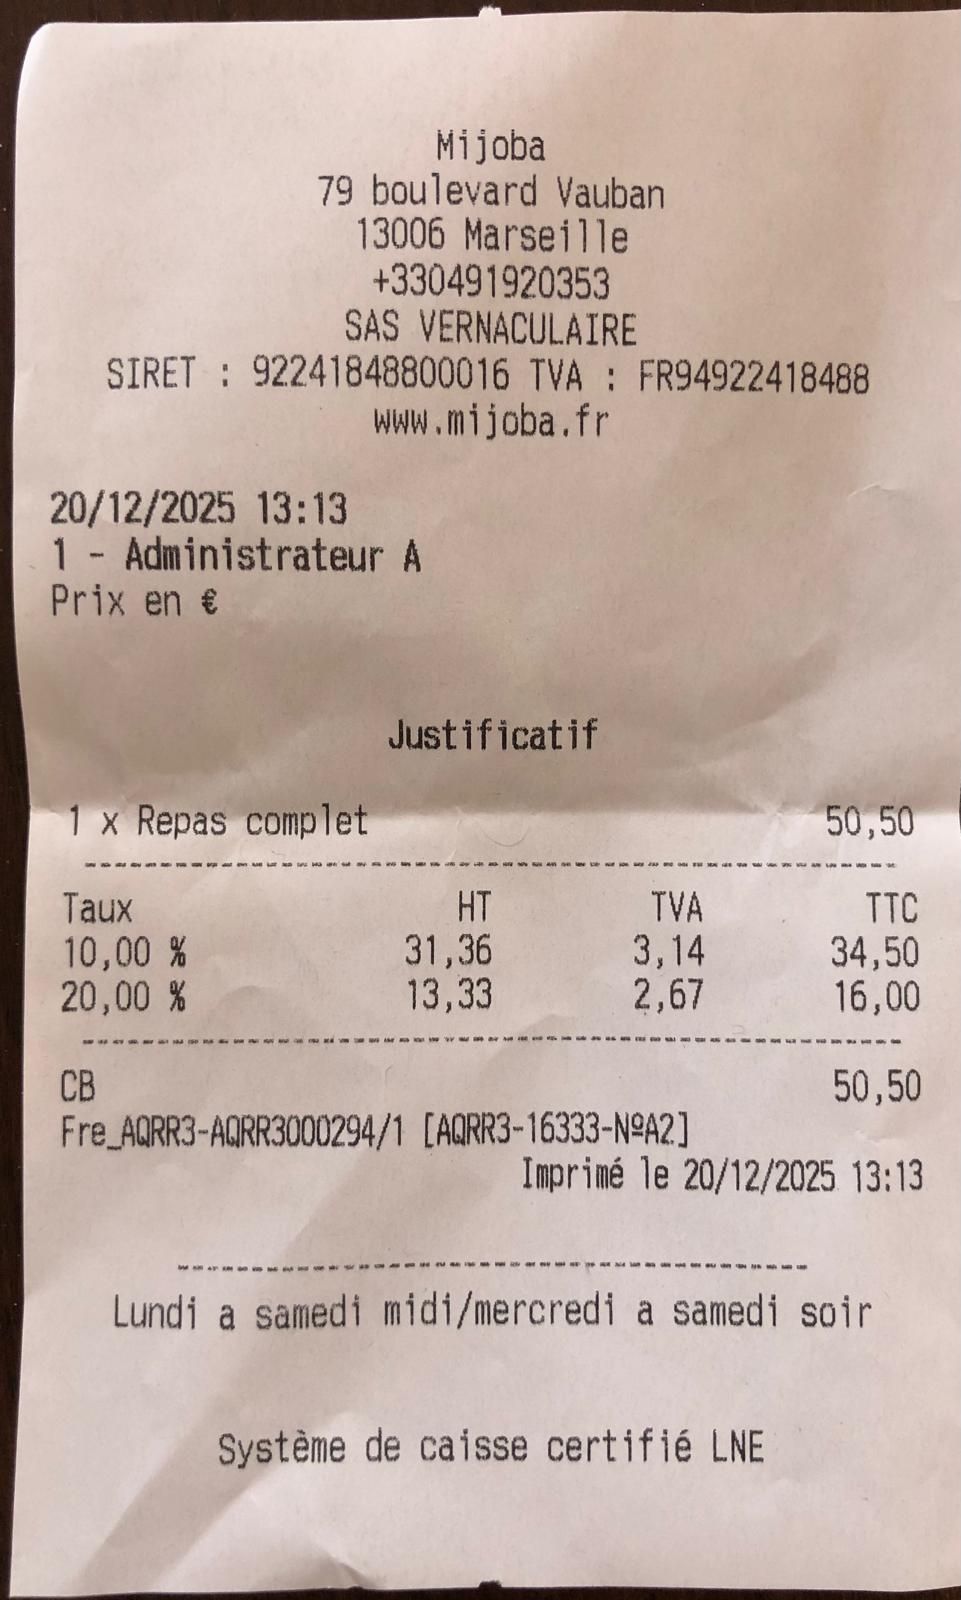 Mijoba
79 boulevard Vauban
13006 Marseille
+330491920353
SAS VERNACULAIRE
SIRET : 92241848800016 TVA : FR94922418488
www.mijoba.fr
20/12/2025 13:13
1 - Administrateur A
Prix en €
Justificatif
1 x Repas complet 50,50
Taux HT TVA TTC
10,00 % 31,36 3,14 34,50
20,00 % 13,33 2,67 16,00
CB 50,50
Fre_AQRR3-AQRR3000294/1 [AQRR3-16333-NºA2]
Imprimé le 20/12/2025 13:13
Lundi a samedi midi/mercredi a samedi soir
Système de caisse certifié LNE